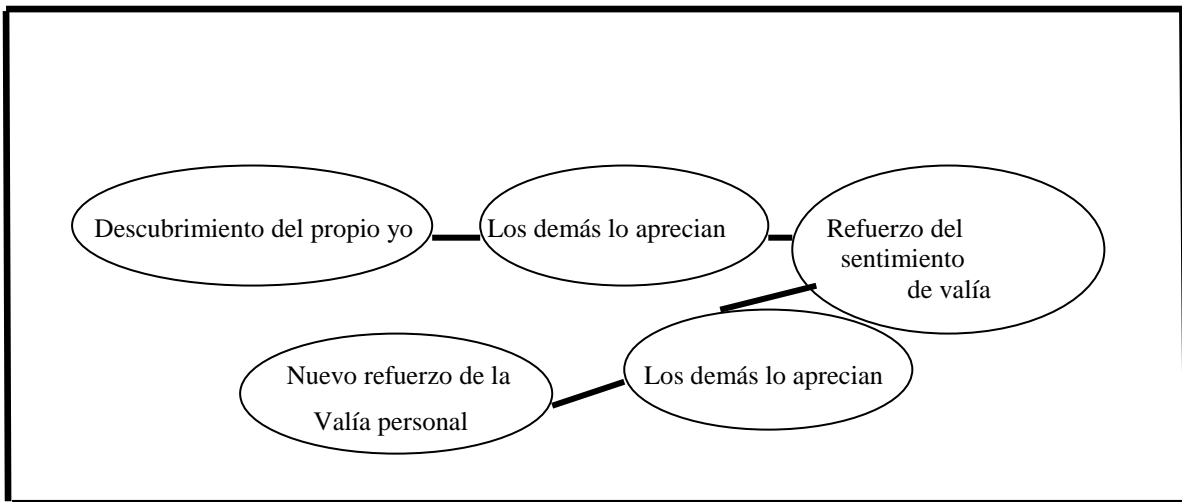 Descubrimiento del propio yo
Los demás lo aprecian
Refuerzo del
sentimiento
de valía
Nuevo refuerzo de la
Valía personal
Los demás lo aprecian